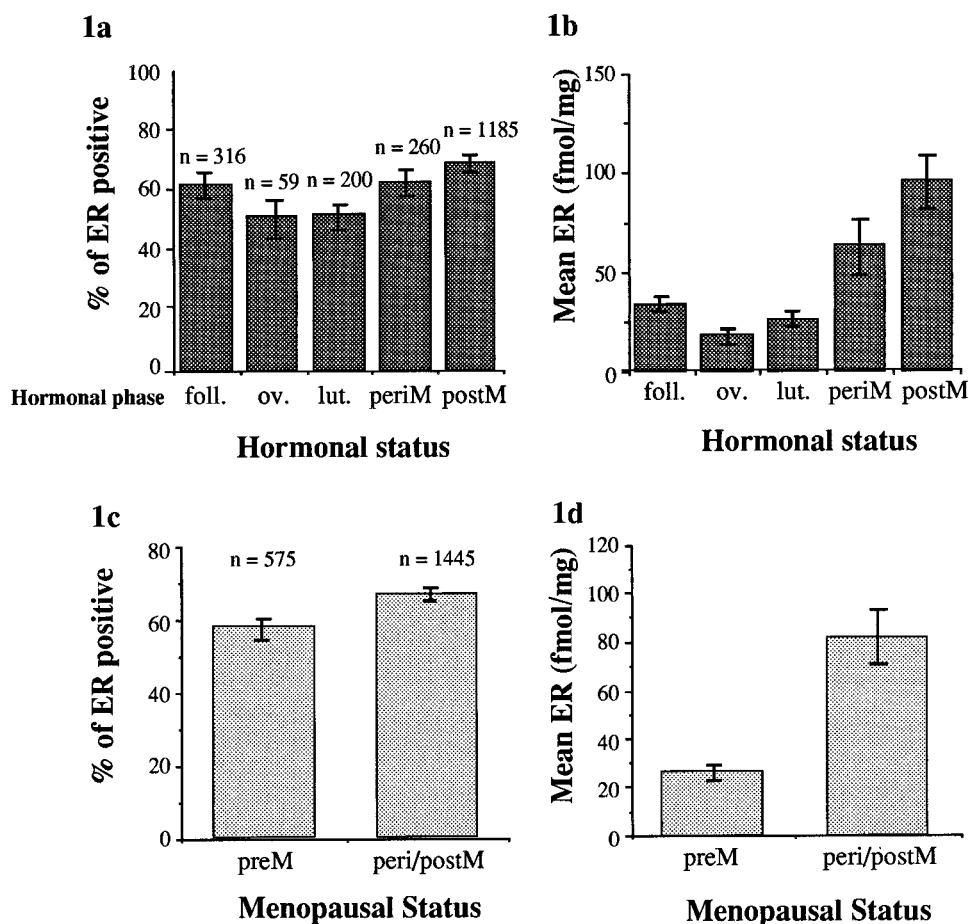 1a
% of ER positive
100
80
60
40
20
0
n = 316
n = 59
n = 200
n = 260
n = 1185
Hormonal phase foll. ov. lut. periM postM
Hormonal status
1b
Mean ER (fmol/mg)
150
100
50
0
foll. ov. lut. periM postM
Hormonal status
1c
% of ER positive
80
60
40
20
0
n = 575
n = 1445
preM peri/postM
Menopausal Status
1d
Mean ER (fmol/mg)
120
100
80
60
40
20
0
preM peri/postM
Menopausal Status